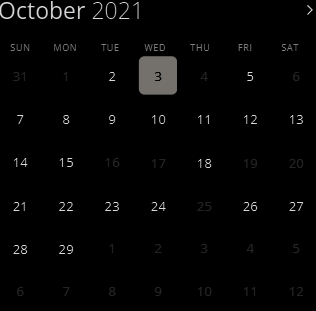 October 2021
SUN MON TUE WED THU FRI SAT
31 1 2 3 4 5 6
7 8 9 10 11 12 13
14 15 16 17 18 19 20
21 22 23 24 25 26 27
28 29 1 2 3 4 5
6 7 8 9 10 11 12